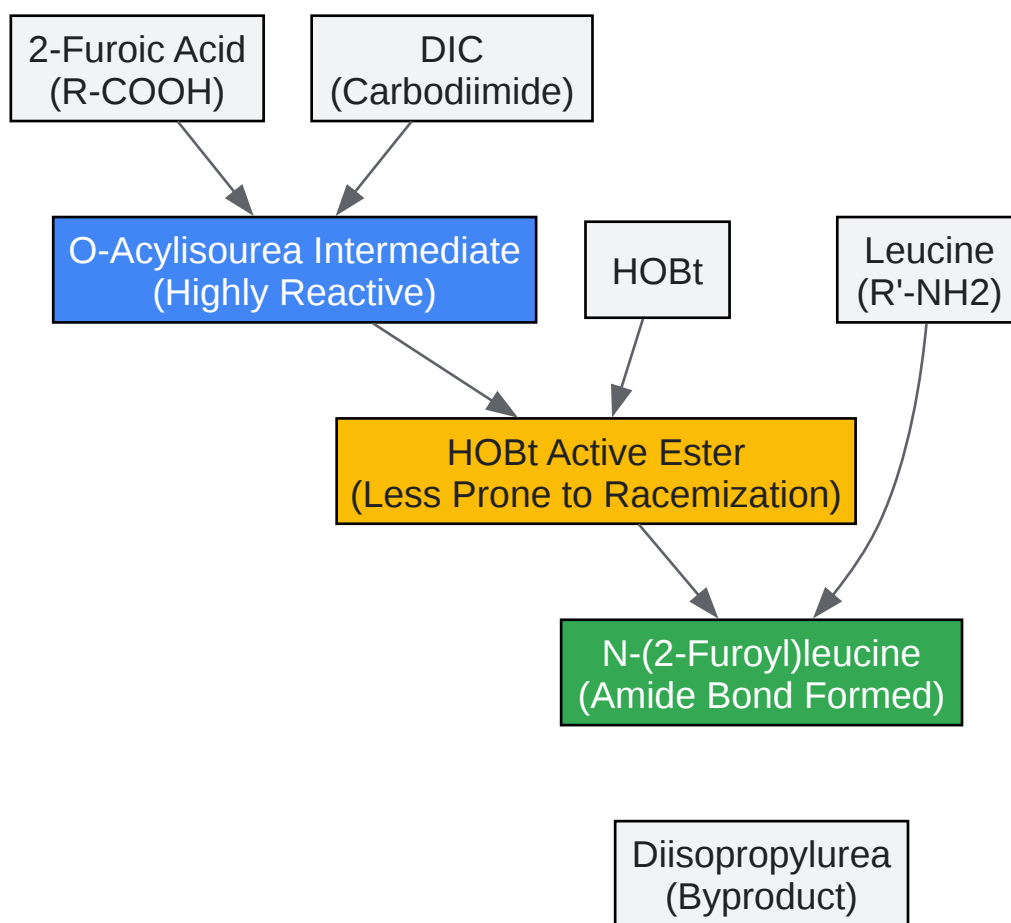 2-Furoic Acid
(R-COOH)
DIC
(Carbodiimide)
O-Acylisourea Intermediate
(Highly Reactive)
HOBt
Leucine
(R'-NH2)
HOBt Active Ester
(Less Prone to Racemization)
N-(2-Furoyl)leucine
(Amide Bond Formed)
Diisopropylurea
(Byproduct)